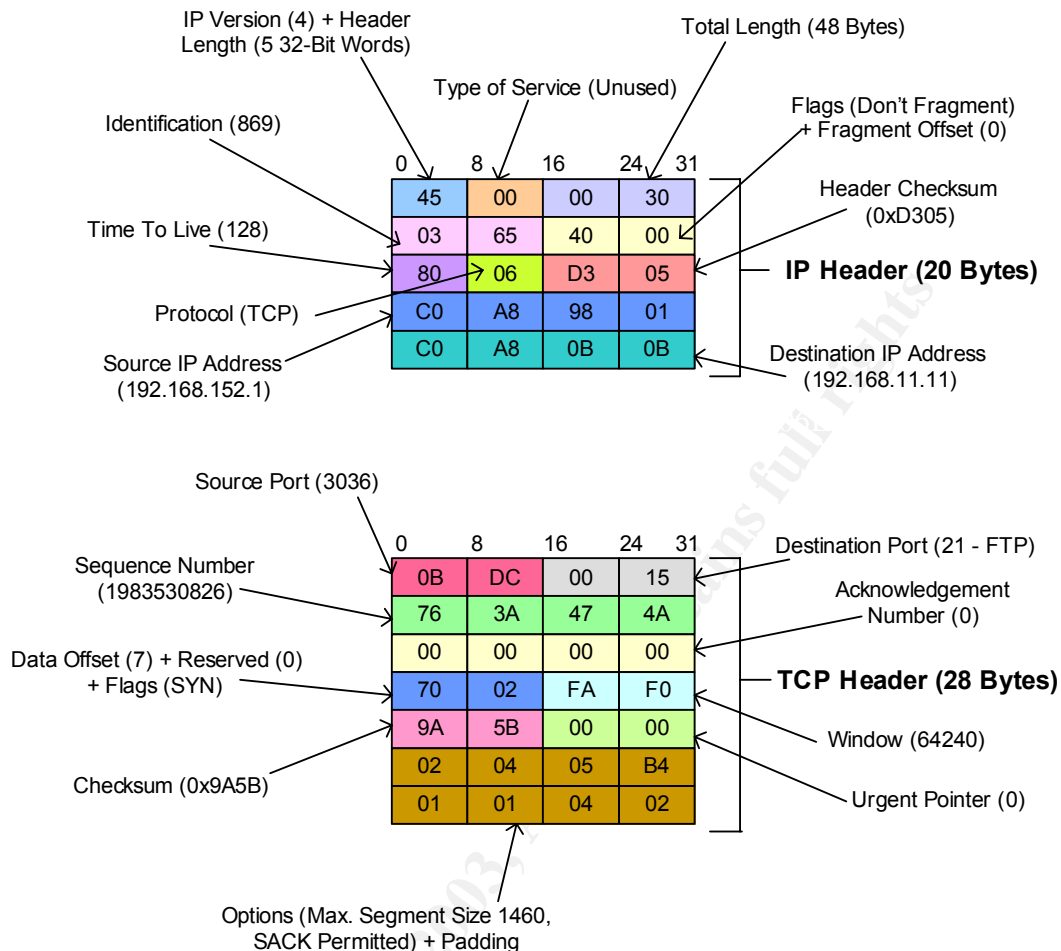 IP Version (4) + Header
Length (5 32-Bit Words)
Total Length (48 Bytes)
Type of Service (Unused)
Flags (Don't Fragment)
+ Fragment Offset (0)
Identification (869)
0 8 16 24 31
45 00 00 30
Header Checksum
(0xD305)
Time To Live (128)
03 65 40 00
80 06 D3 05
IP Header (20 Bytes)
Protocol (TCP)
C0 A8 98 01
Source IP Address
(192.168.152.1)
C0 A8 0B 0B
Destination IP Address
(192.168.11.11)
Source Port (3036)
0 8 16 24 31
Destination Port (21 - FTP)
Sequence Number
(1983530826)
0B DC 00 15
Acknowledgement
Number (0)
76 3A 47 4A
00 00 00 00
Data Offset (7) + Reserved (0)
+ Flags (SYN)
TCP Header (28 Bytes)
70 02 FA F0
9A 5B 00 00
Window (64240)
Checksum (0x9A5B)
02 04 05 B4
01 01 04 02
Urgent Pointer (0)
Options (Max. Segment Size 1460,
SACK Permitted) + Padding
full rights